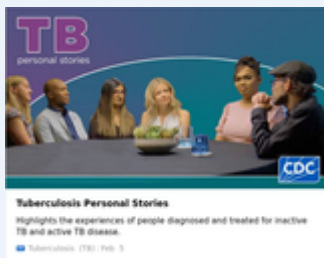 TB
personal stories
CDC
Tuberculosis Personal Stories
Highlights the experiences of people diagnosed and treated for inactive
TB and active TB disease.
Tuberculosis (TB) | Feb. 5